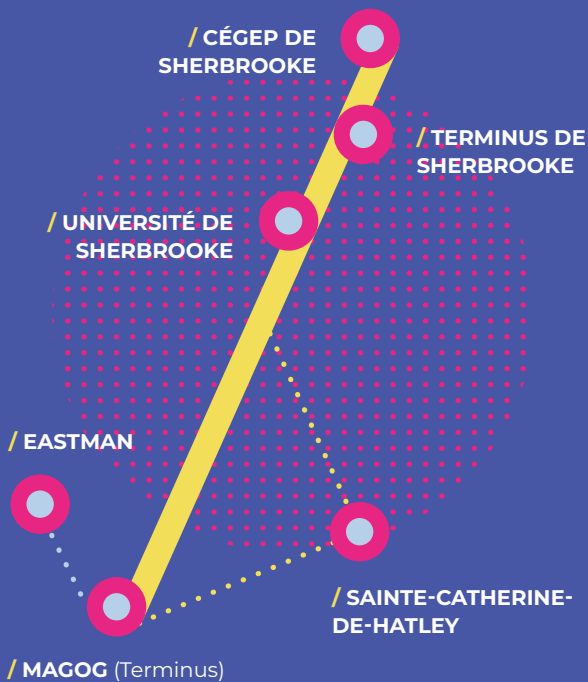 / CÉGEP DE
SHERBROOKE
/ TERMINUS DE
SHERBROOKE
/ UNIVERSITÉ DE
SHERBROOKE
/ EASTMAN
/ SAINTE-CATHERINE-
DE-HATLEY
/ MAGOG (Terminus)